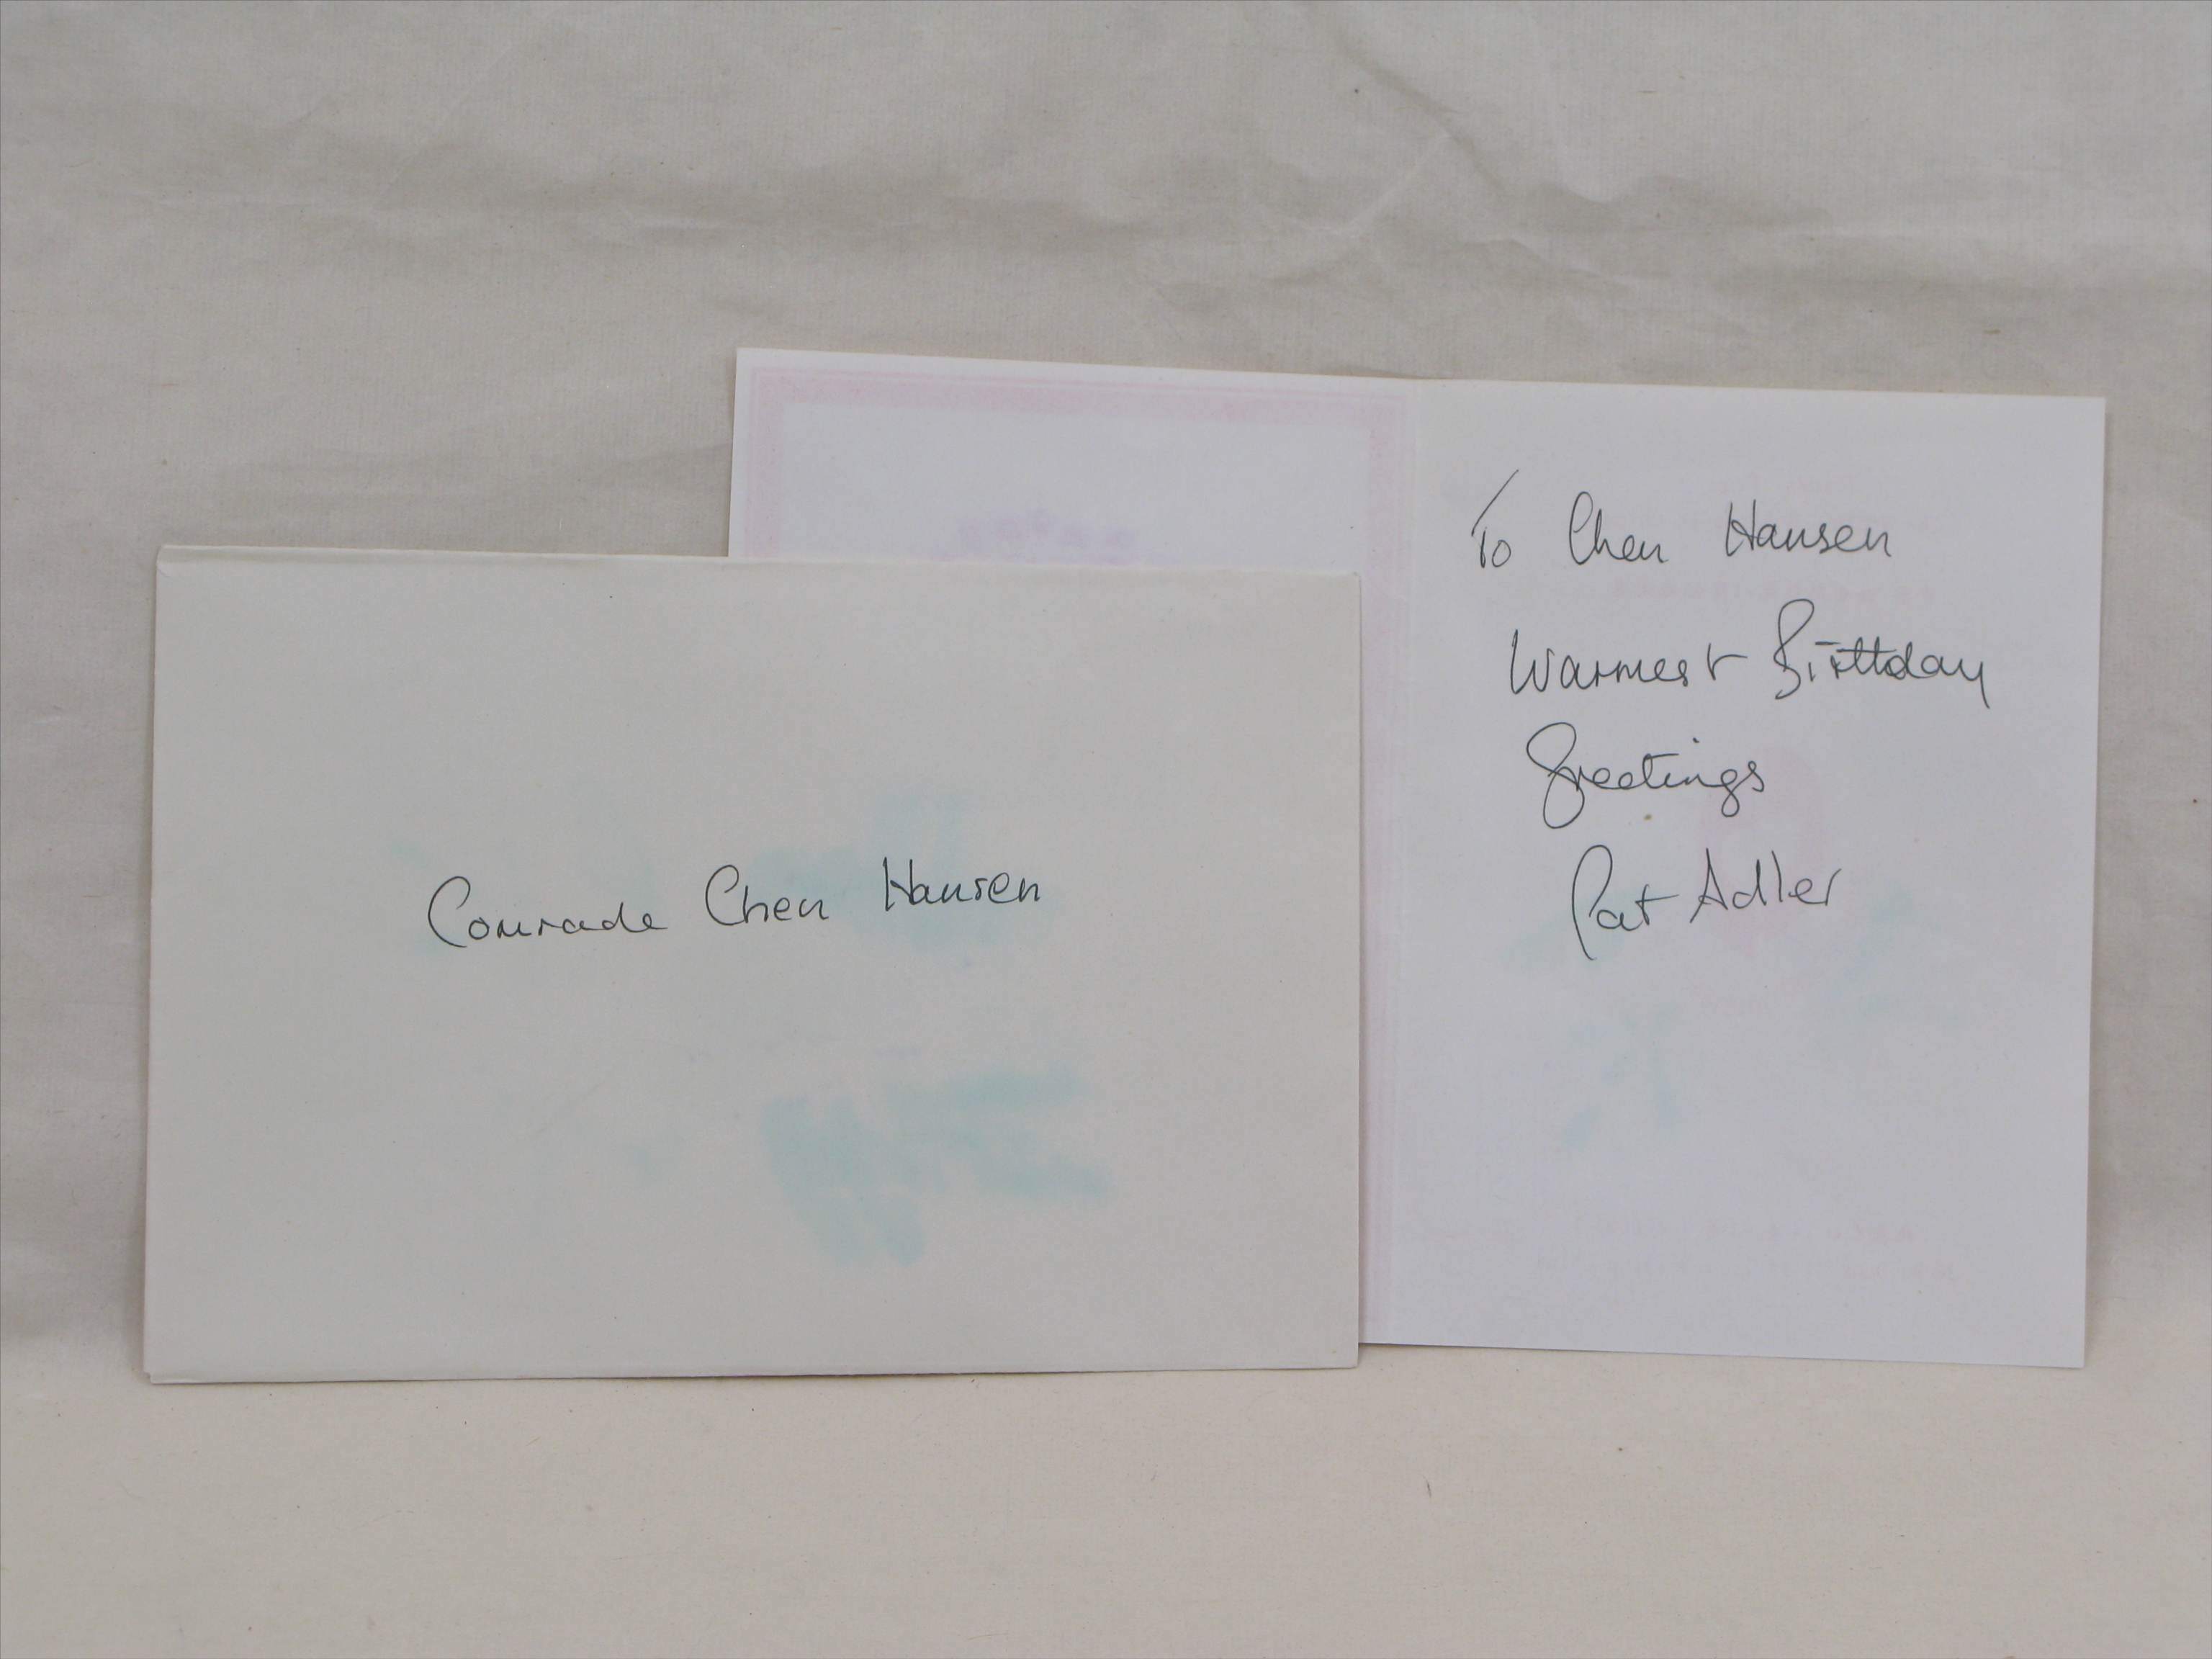 Comrade Chen Hansen
To Chen Hansen
Warmest Birthday
Greetings
Pat Adler